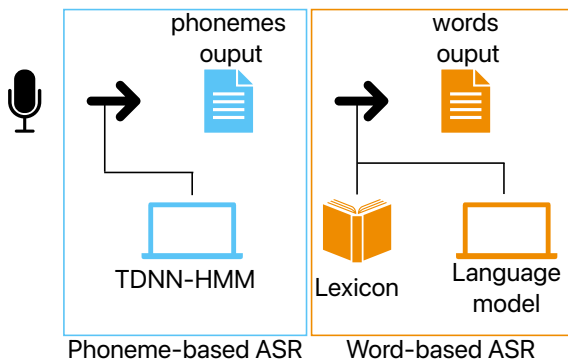 phonemes
ouput
words
ouput
TDNN-HMM
Lexicon
Language
model
Phoneme-based ASR
Word-based ASR